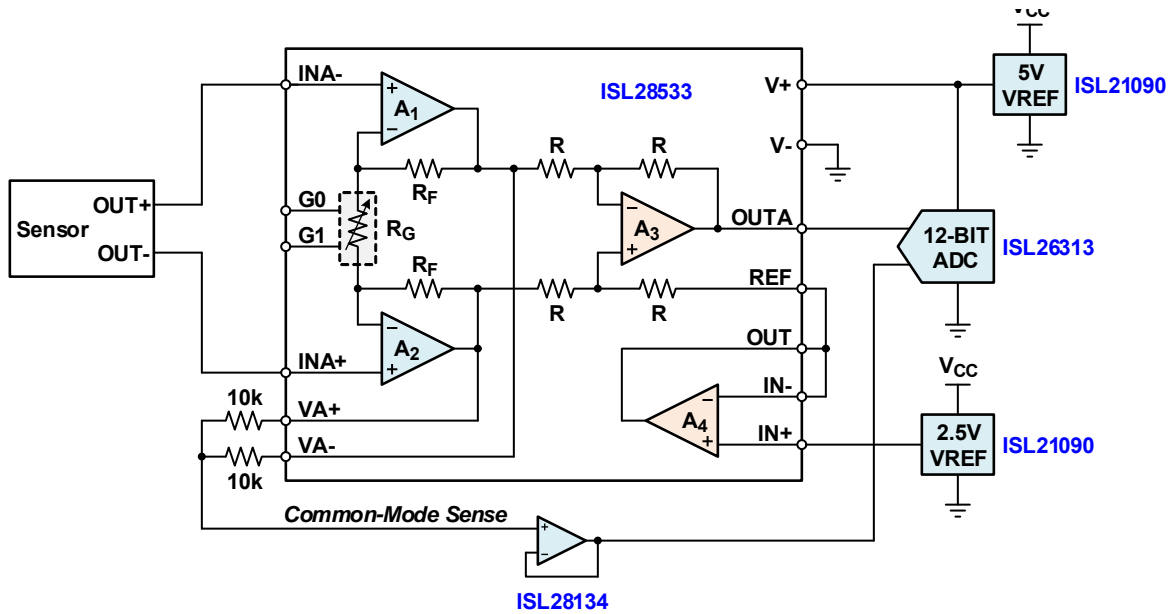 VCC
5V
VREF
ISL21090
INA-
A1
ISL28533
V+
V-
RF
R
R
G0
G1
RG
A3
OUTA
12-BIT
ADC
ISL26313
Sensor
OUT+
OUT-
RF
R
R
REF
OUT
INA+
A2
IN-
VCC
10k
VA+
A4
IN+
2.5V
VREF
ISL21090
VA-
10k
Common-Mode Sense
ISL28134
+
−
−
+
−
+
−
+
+
−